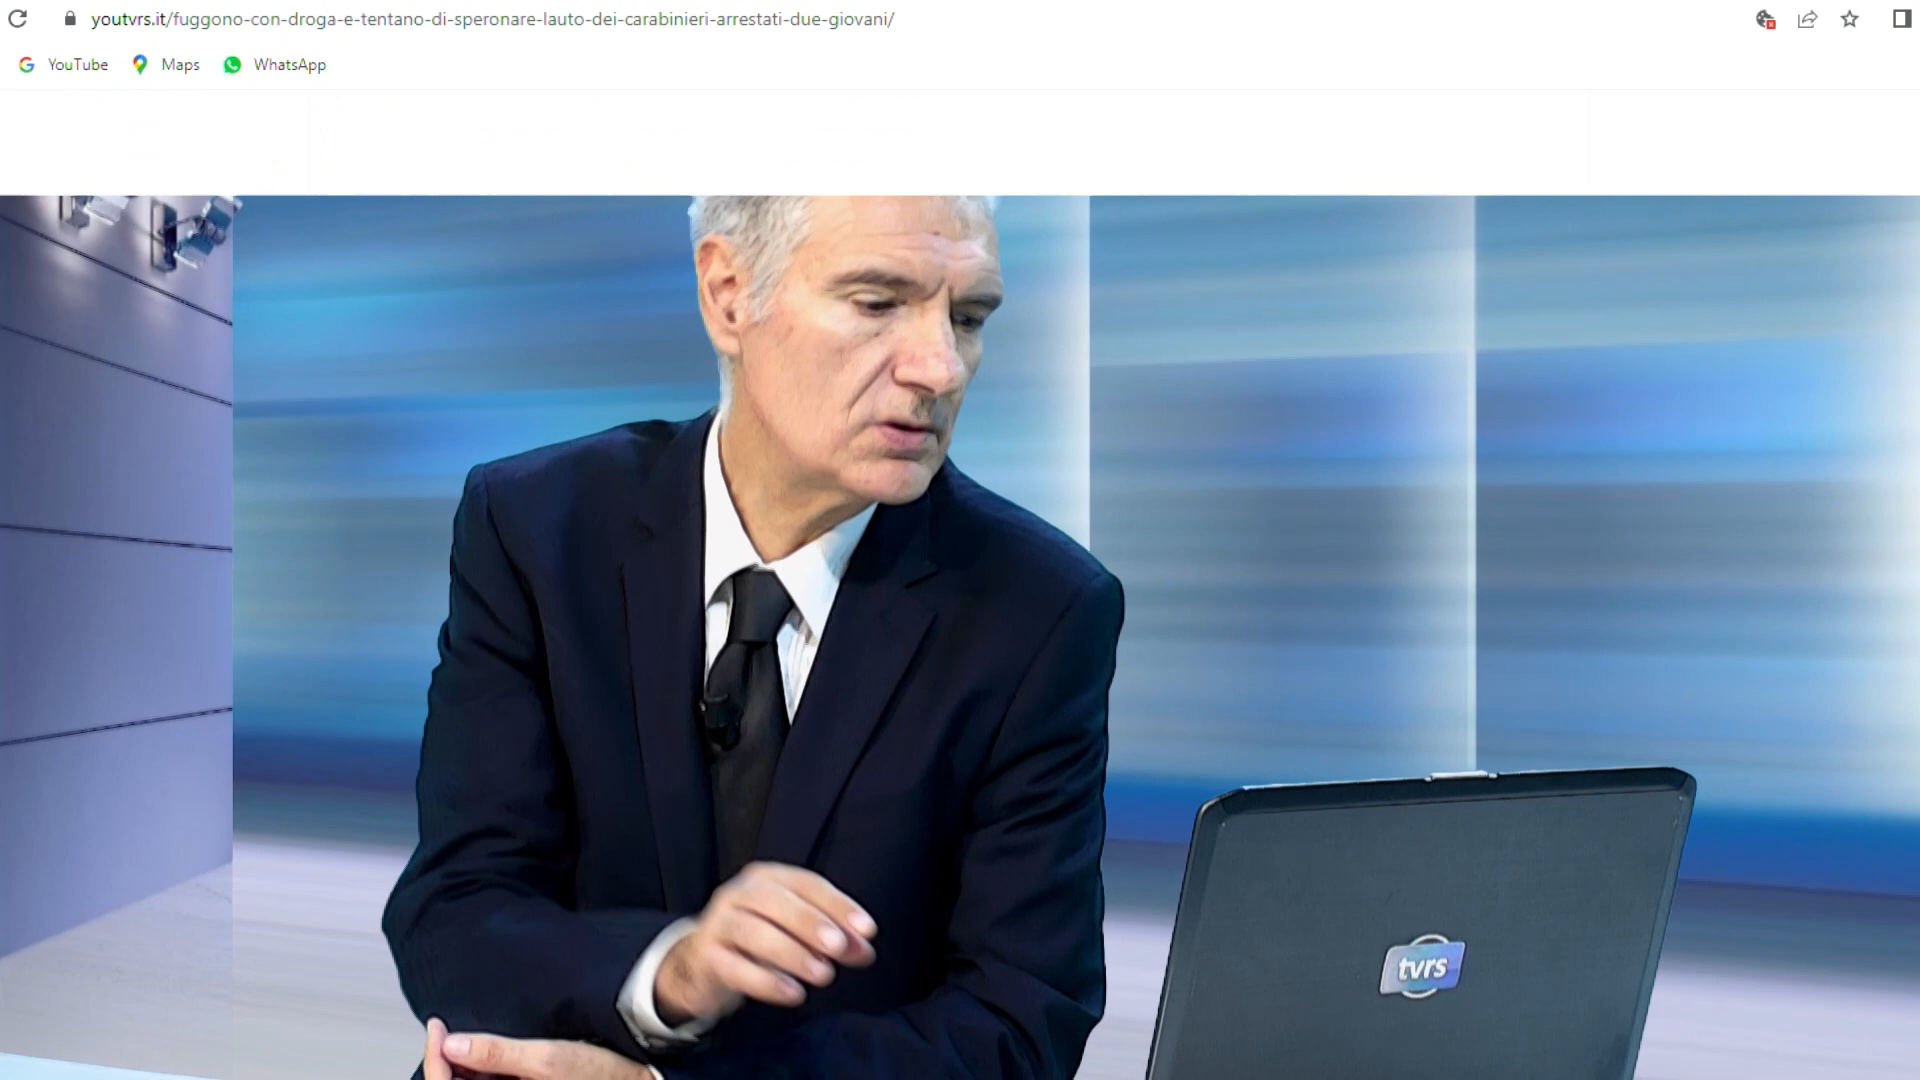 youtvrs.it/fuggono-con-droga-e-tentano-di-speronare-lauto-dei-carabinieri-arrestati-due-giovani/
YouTube Maps WhatsApp
tvrs